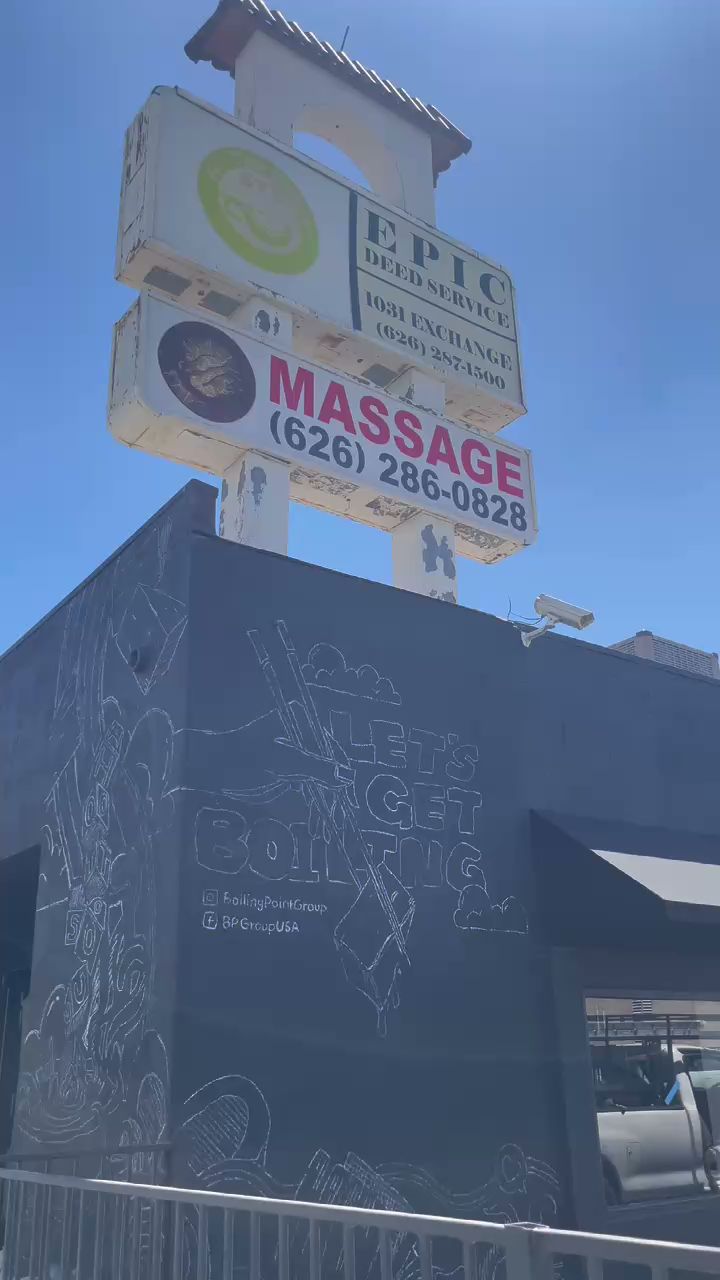 EPIC
DEED SERVICE
1031 EXCHANGE
(626) 287-1500
MASSAGE
(626) 286-0828
LET'S
GET
BOILING
BoilingPointGroup
BPGroupUSA